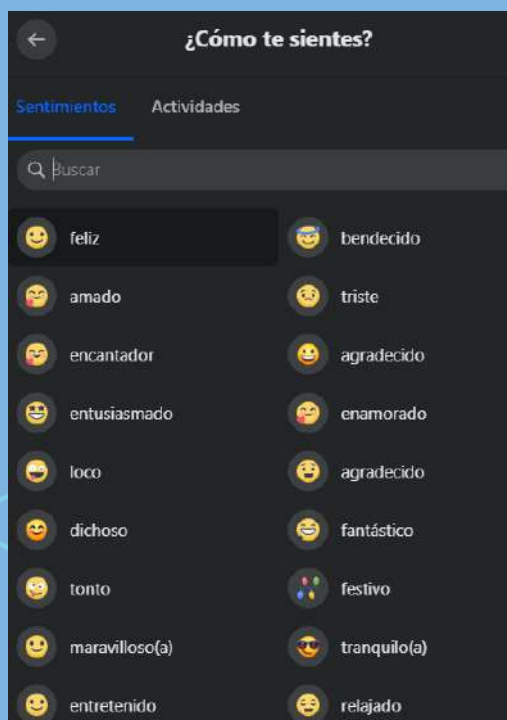 ¿Cómo te sientes?
Sentimientos Actividades
Buscar
feliz bendecido
amado triste
encantador agradecido
entusiasmado enamorado
loco agradecido
dichoso fantástico
tonto festivo
maravilloso(a) tranquilo(a)
entretenido relajado